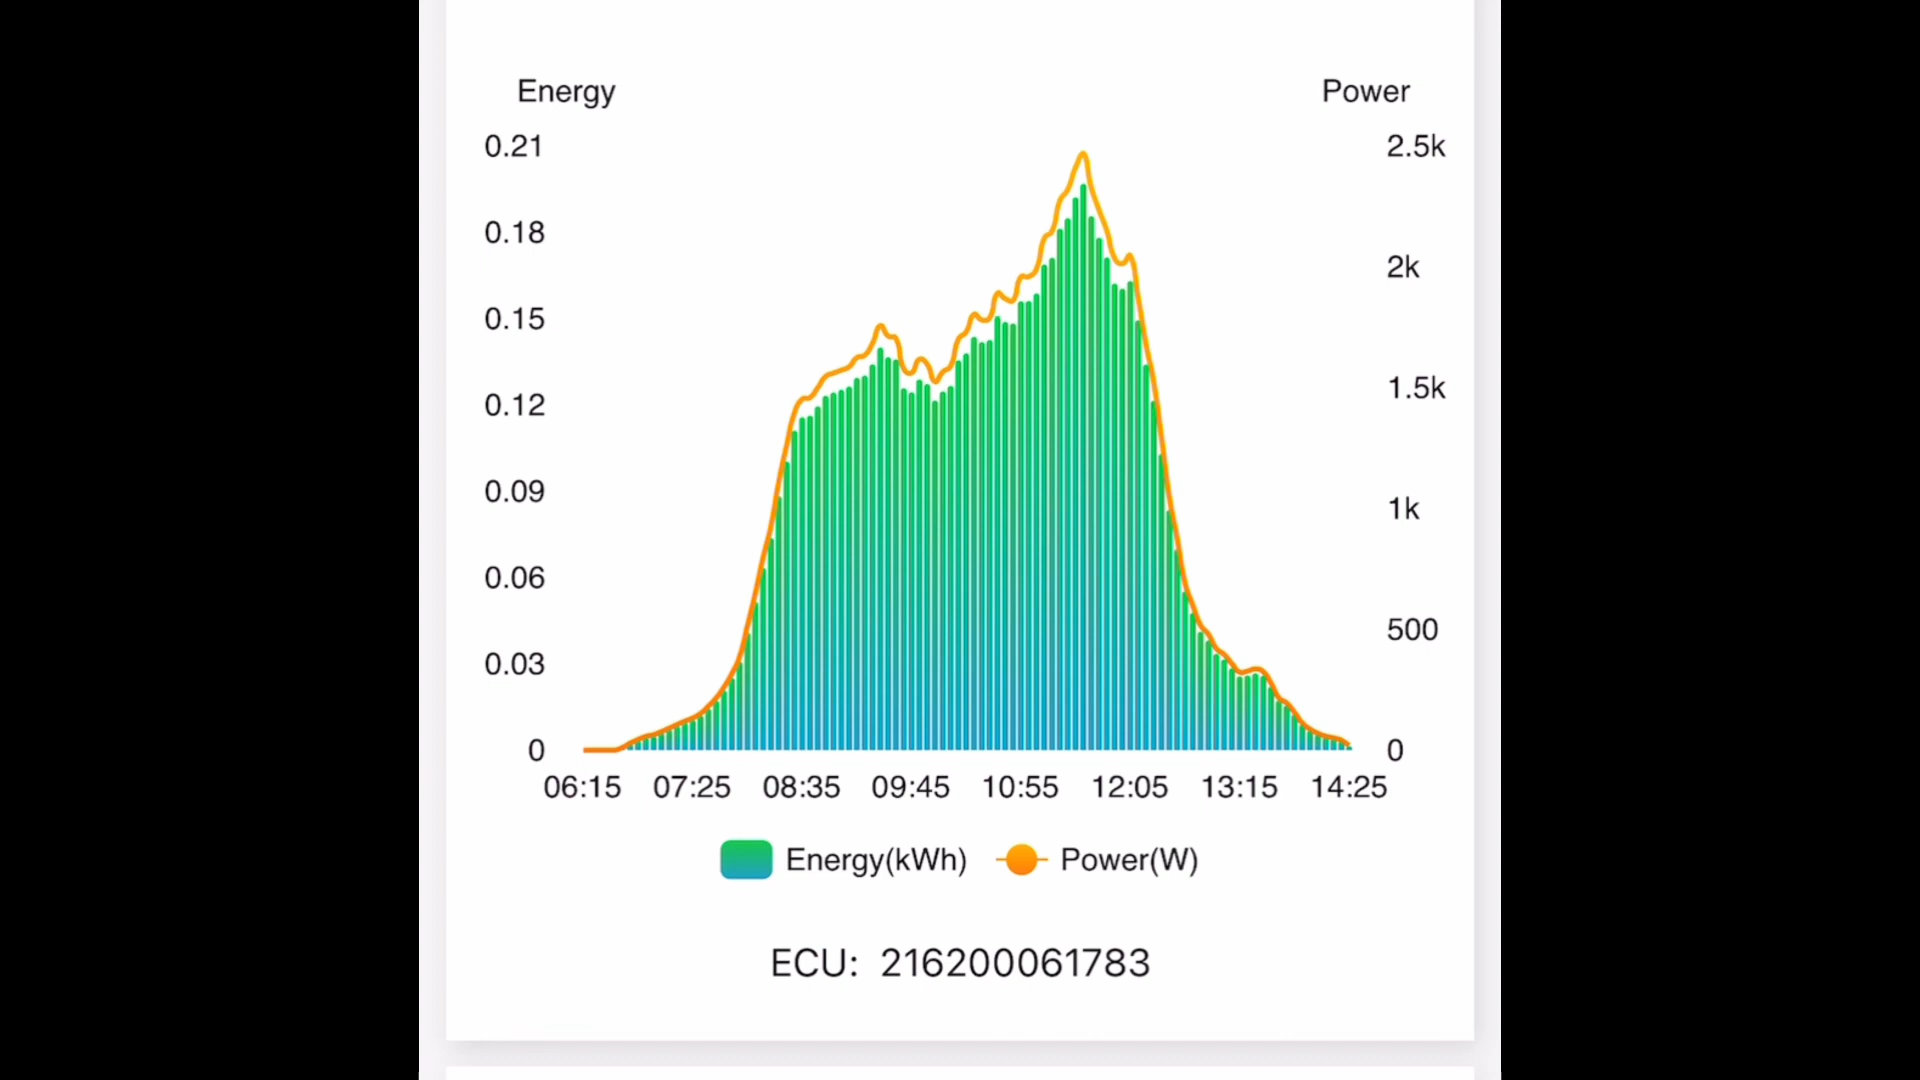 Energy Power
0.21 2.5k
0.18
2k
0.15
1.5k
0.12
0.09
1k
0.06
500
0.03
0 0
06:15 07:25 08:35 09:45 10:55 12:05 13:15 14:25
Energy(kWh) Power(W)
ECU: 216200061783